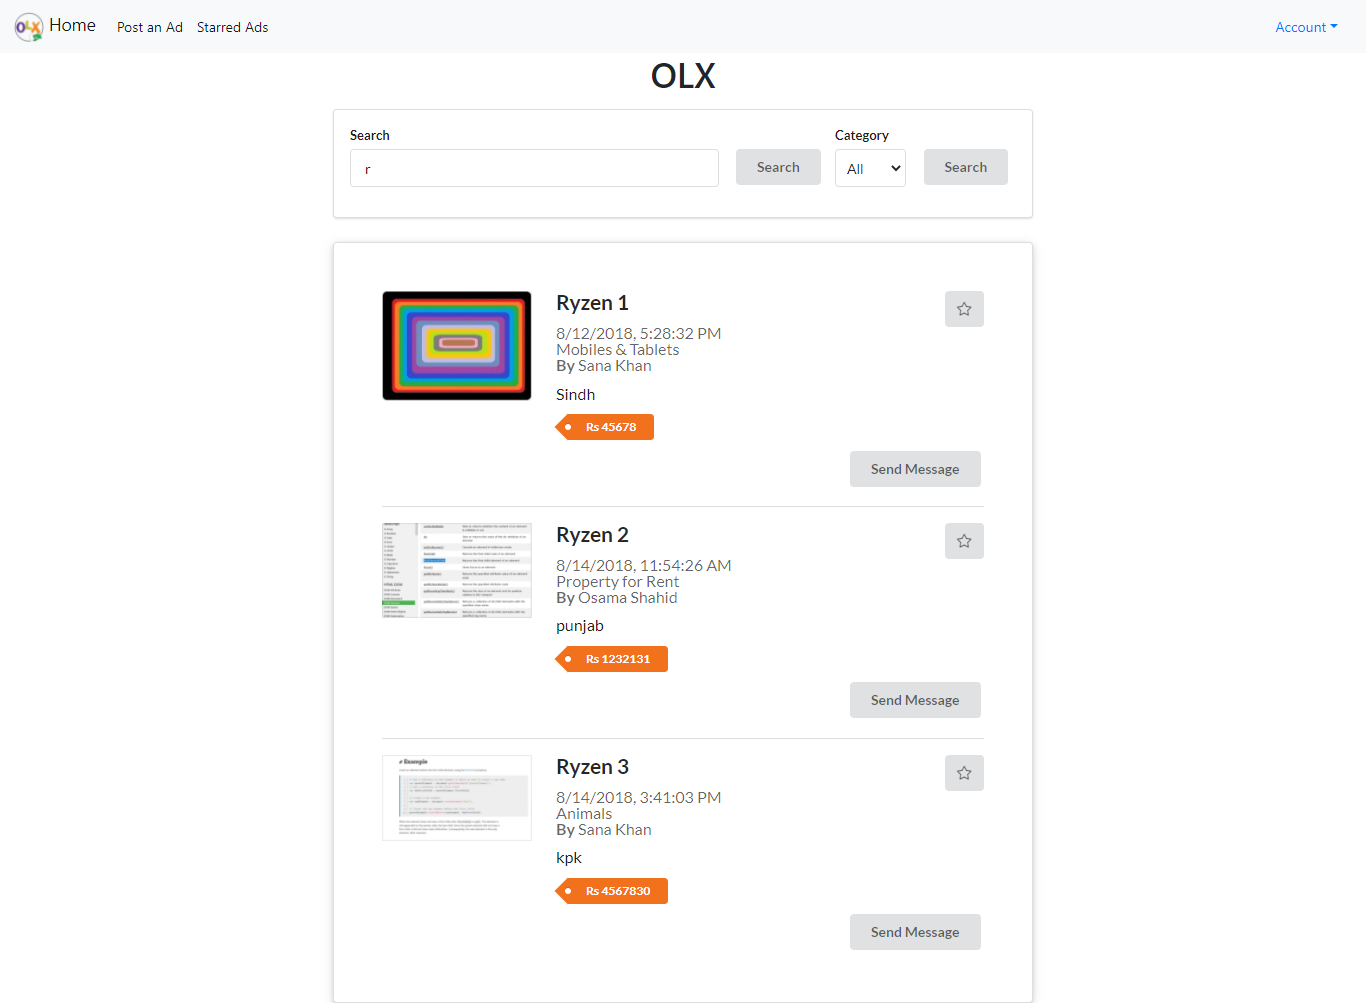 OLX Home Post an Ad Starred Ads Account
OLX
Search Category
r Search All Search
Ryzen 1
8/12/2018, 5:28:32 PM
Mobiles & Tablets
By Sana Khan
Sindh
Rs 45678
Send Message
Ryzen 2
8/14/2018, 11:54:26 AM
Property for Rent
By Osama Shahid
punjab
Rs 1232131
Send Message
# Example
Ryzen 3
8/14/2018, 3:41:03 PM
Animals
By Sana Khan
kpk
Rs 4567830
Send Message